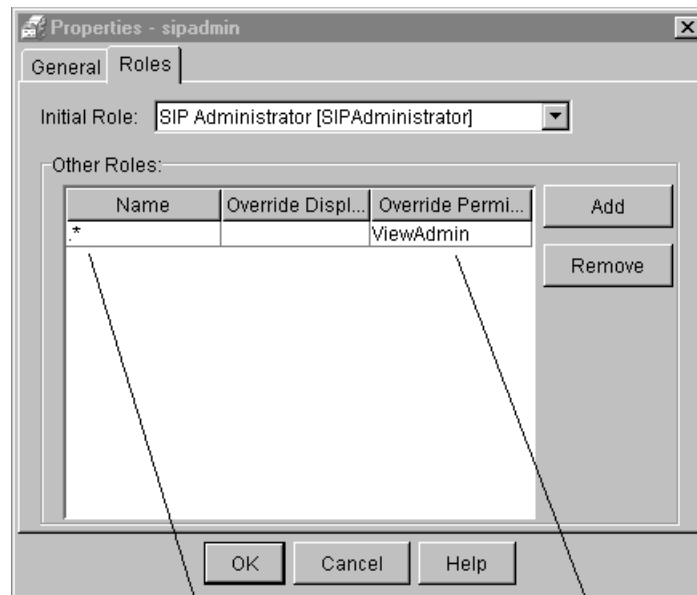 Properties - sipadmin
General Roles
Initial Role: SIP Administrator [SIPAdministrator]
Other Roles:
Name Override Displ... Override Permi... Add
.* ViewAdmin
Remove
OK Cancel Help